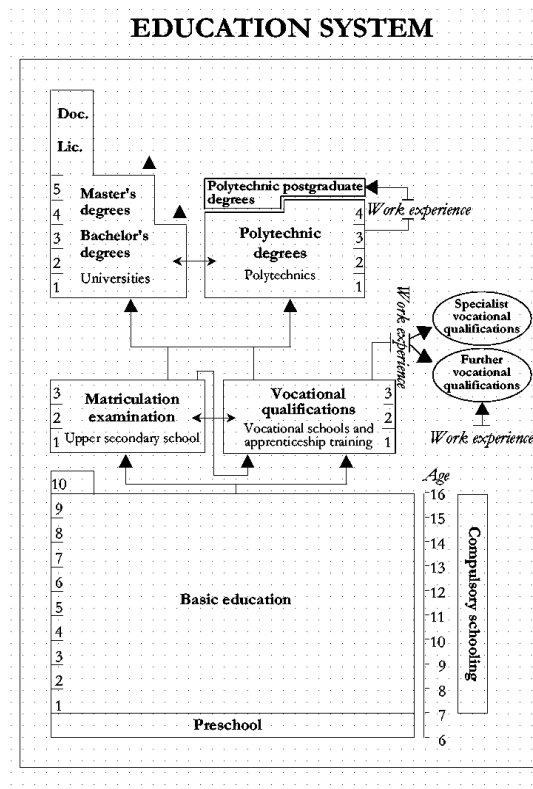 EDUCATION SYSTEM
Doc.
Lic.
5
4
3
2
1
Master's
degrees
Bachelor's
degrees
Universities
Polytechnic postgraduate
degrees
Polytechnic
degrees
Polytechnics
4
3
2
1
Work experience
Work experience
Specialist
vocational
qualifications
Further
vocational
qualifications
Work experience
3
2
1
Matriculation
examination
Upper secondary school
Vocational
qualifications
Vocational schools and
apprenticeship training
3
2
1
10
9
8
7
6
5
4
3
2
1
Basic education
Preschool
Age
16
15
14
13
12
11
10
9
8
7
6
Compulsory schooling